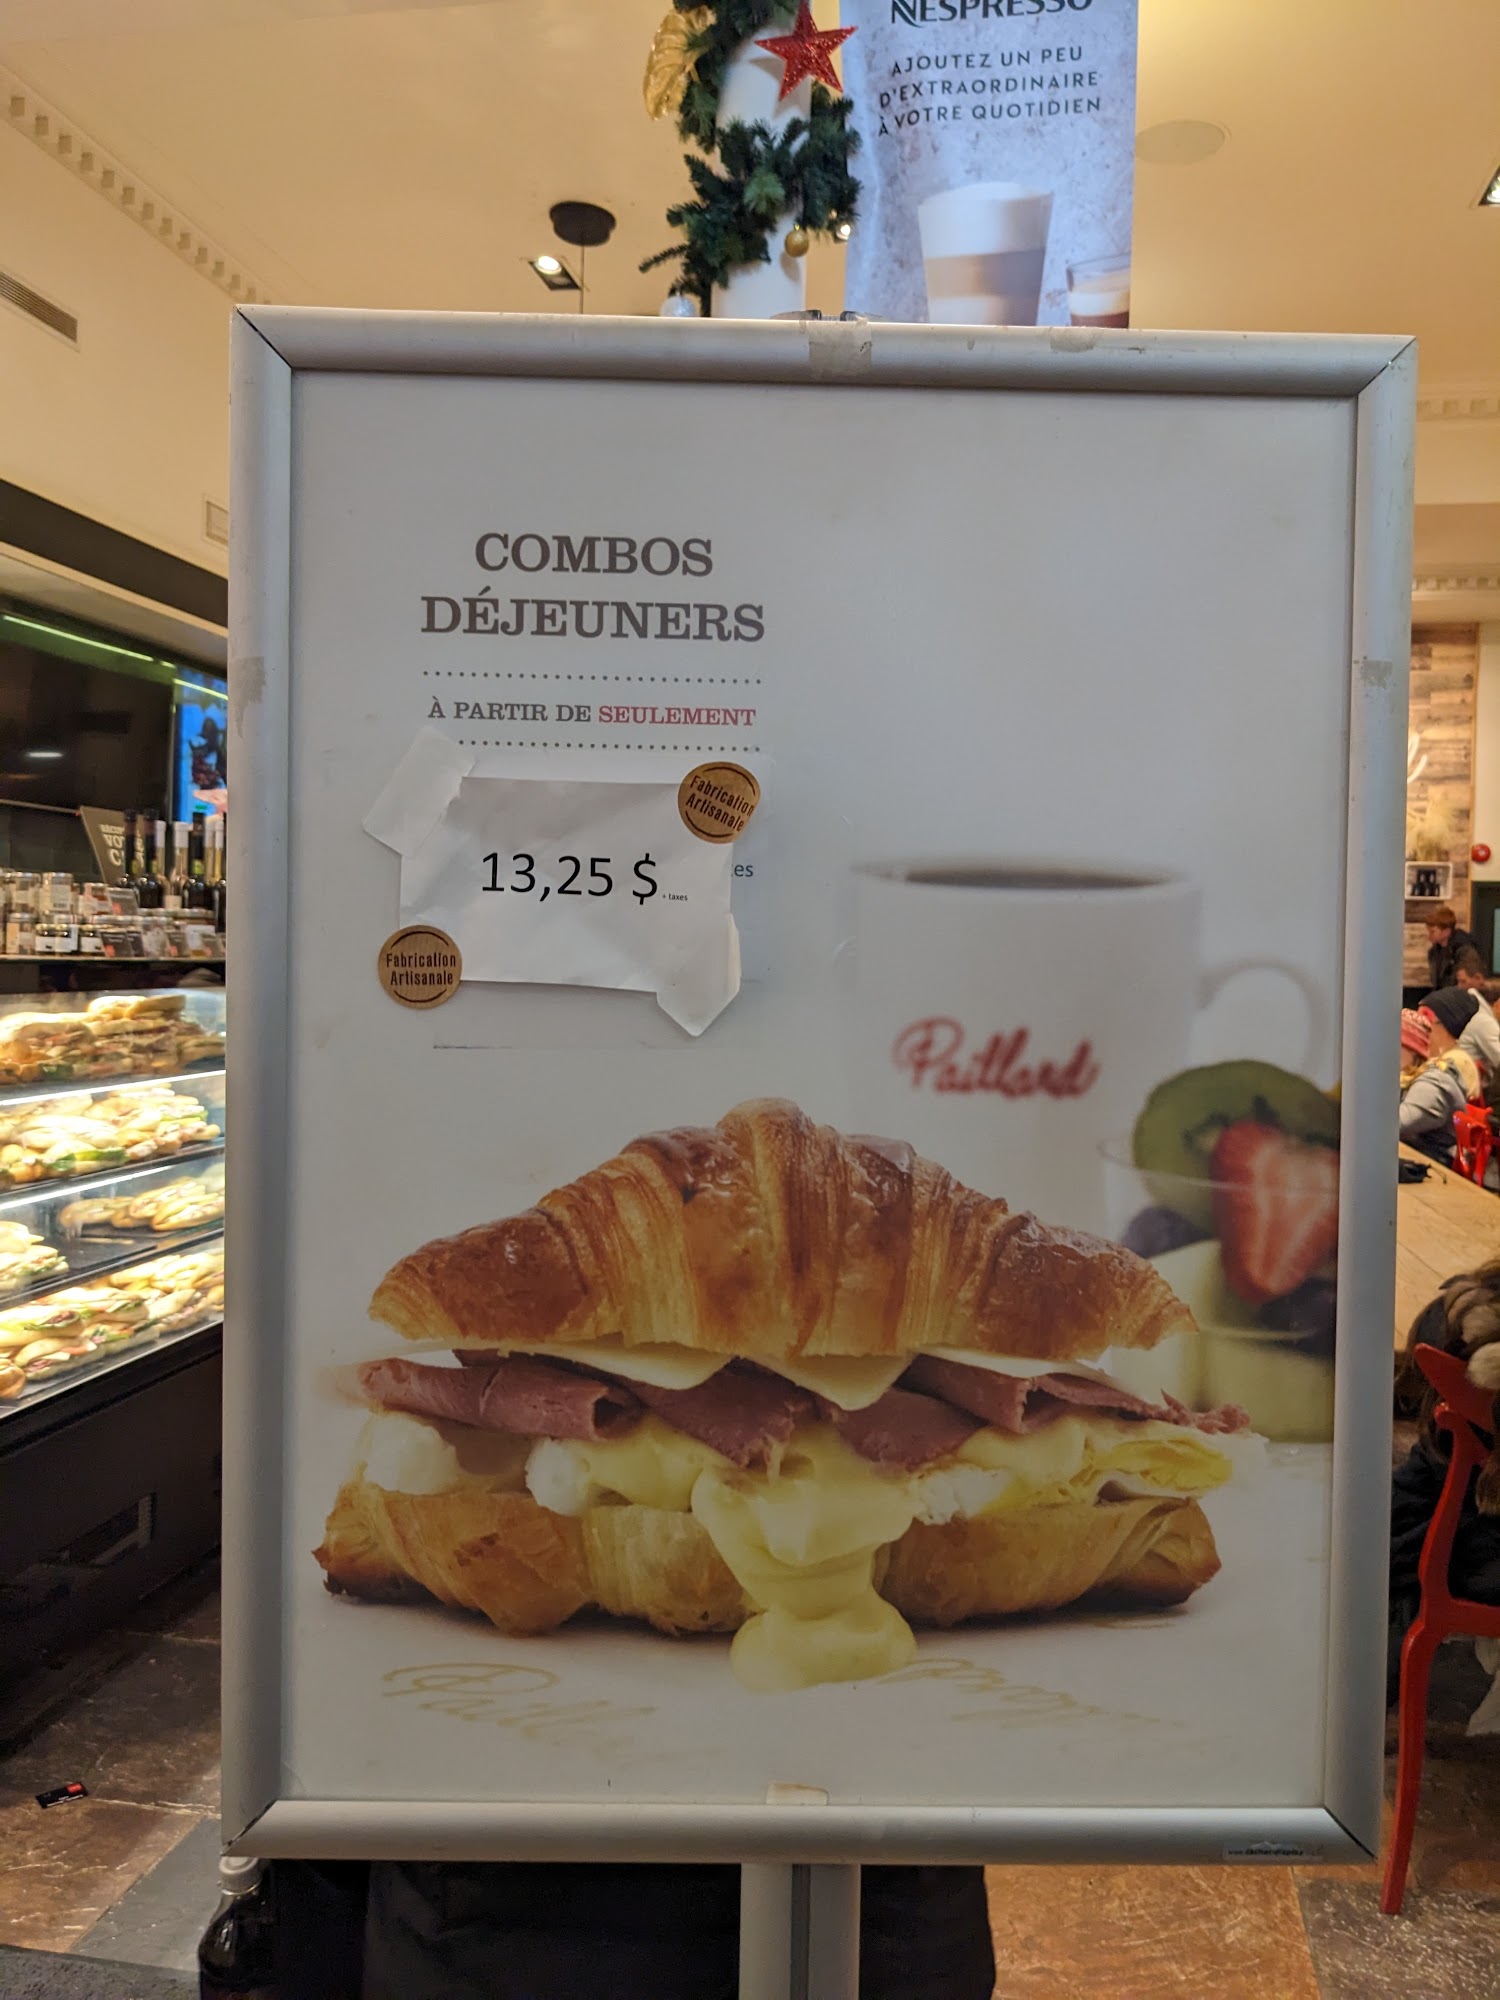 NESPRESSO
AJOUTEZ UN PEU
D'EXTRAORDINAIRE
À VOTRE QUOTIDIEN
COMBOS
DÉJEUNERS
À PARTIR DE SEULEMENT
Fabrication
Artisanale
13,25 $ + taxes
Fabrication
Artisanale
Paillard